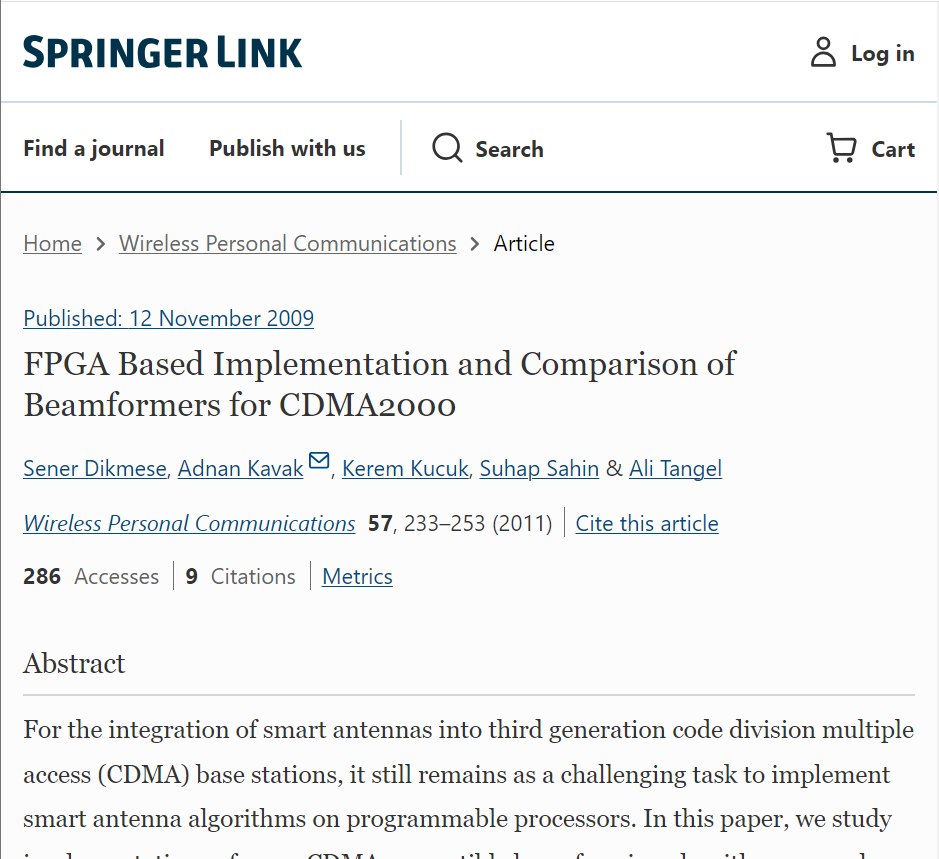 SPRINGER LINK
Log in
Find a journal Publish with us Search Cart
Home > Wireless Personal Communications > Article
Published: 12 November 2009
FPGA Based Implementation and Comparison of
Beamformers for CDMA2000
Sener Dikmese, Adnan Kavak, Kerem Kucuk, Suhap Sahin & Ali Tangel
Wireless Personal Communications 57, 233–253 (2011) | Cite this article
286 Accesses | 9 Citations | Metrics
Abstract
For the integration of smart antennas into third generation code division multiple
access (CDMA) base stations, it still remains as a challenging task to implement
smart antenna algorithms on programmable processors. In this paper, we study